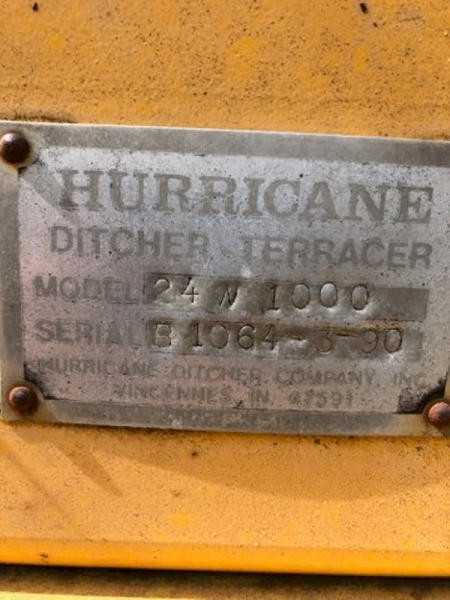 HURRICANE
DITCHER - TERRACER
MODEL 24 W 1000
SERIAL B 1064-3-90
HURRICANE DITCHER COMPANY, INC.
VINCENNES, IN. 47591